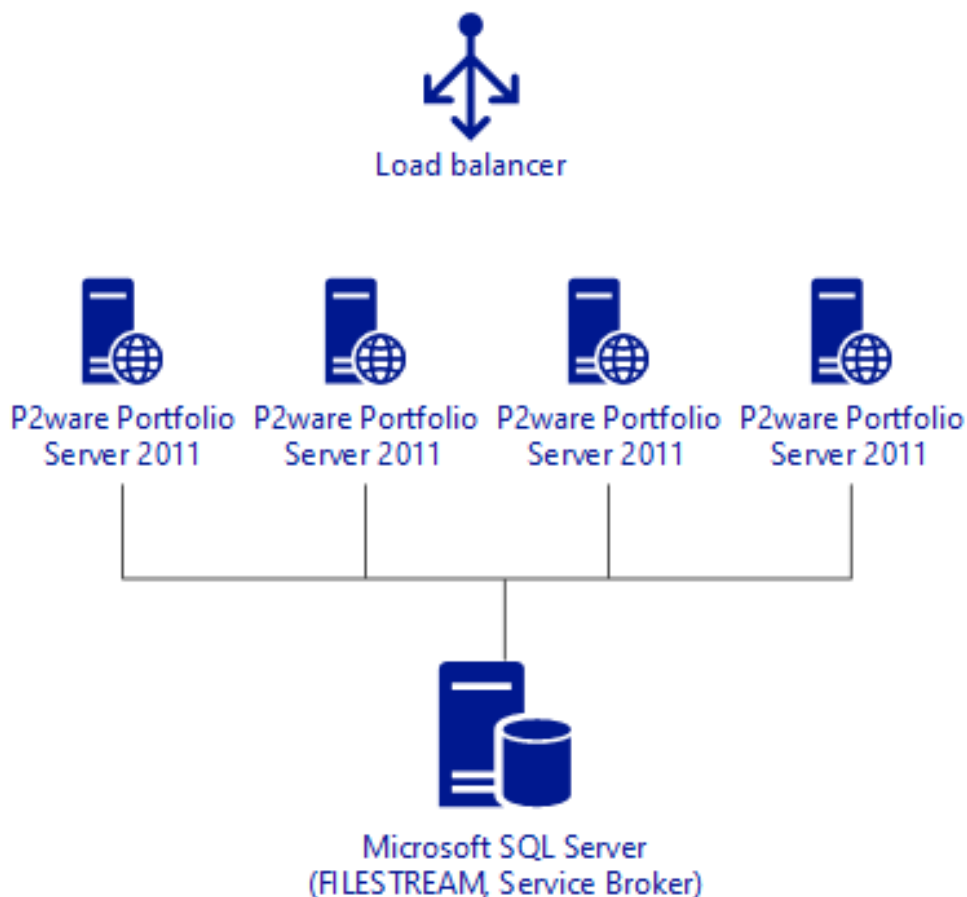 Load balancer
P2ware Portfolio
Server 2011
P2ware Portfolio
Server 2011
P2ware Portfolio
Server 2011
P2ware Portfolio
Server 2011
Microsoft SQL Server
(FILESTREAM, Service Broker)